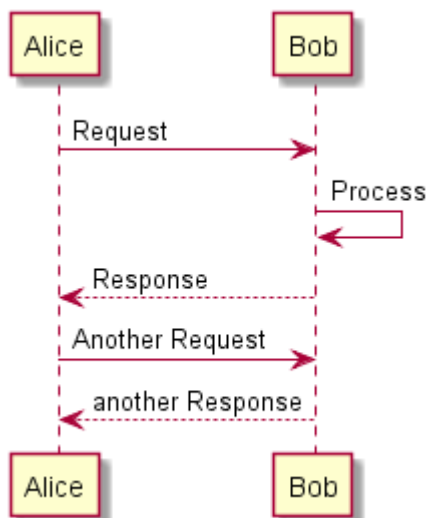 Alice Bob
Request
Process
Response
Another Request
another Response
Alice Bob